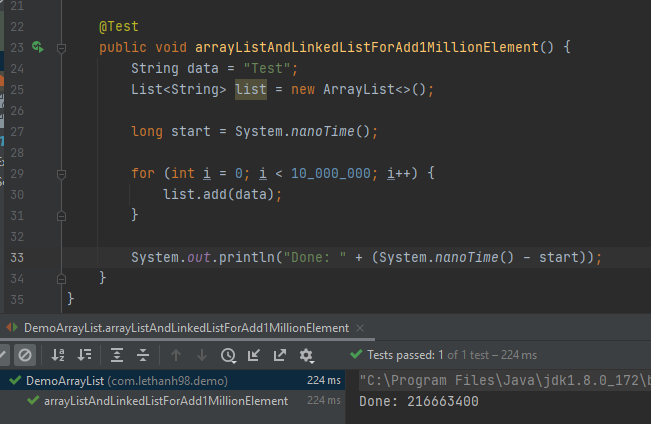 21
22 @Test
23 public void arrayListAndLinkedListForAdd1MillionElement() {
24 String data = "Test";
25 List<String> list = new ArrayList<>();
26
27 long start = System.nanoTime();
28
29 for (int i = 0; i < 10_000_000; i++) {
30 list.add(data);
31 }
32
33 System.out.println("Done: " + (System.nanoTime() - start));
34 }
35 }
DemoArrayList.arrayListAndLinkedListForAdd1MillionElement
Tests passed: 1 of 1 test – 224 ms
DemoArrayList (com.lethanh98.demo) 224 ms
"C:\Program Files\Java\jdk1.8.0_172\b
arrayListAndLinkedListForAdd1MillionElement 224 ms
Done: 216663400